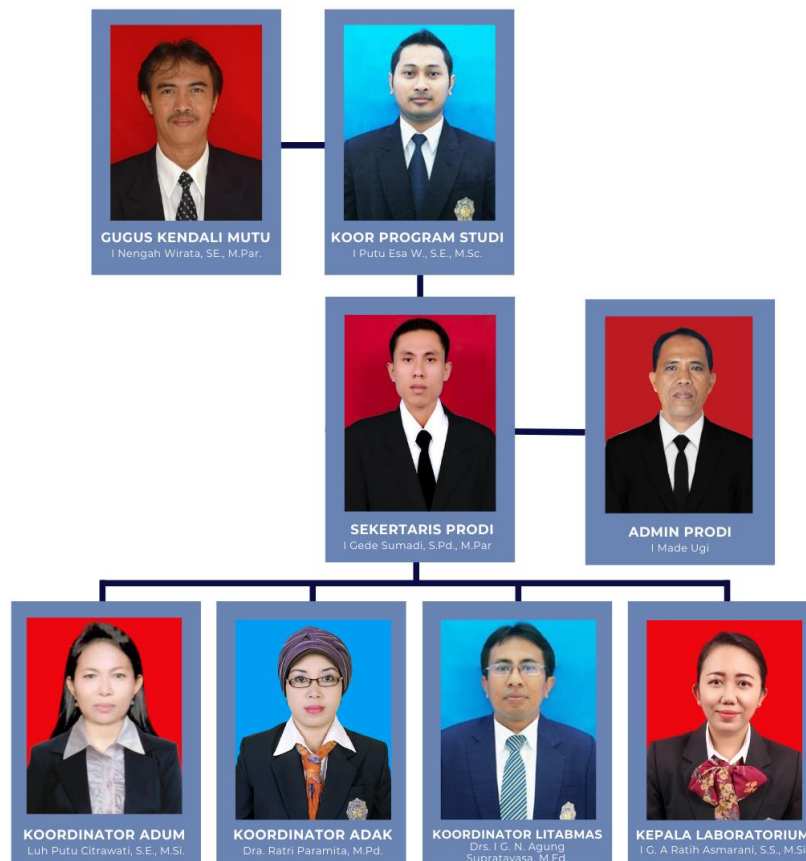 GUGUS KENDALI MUTU
I Nengah Wirata, SE., M.Par.
KOOR PROGRAM STUDI
I Putu Esa W., S.E., M.Sc.
SEKERTARIS PRODI
I Gede Sumadi, S.Pd., M.Par
ADMIN PRODI
I Made Ugi
KOORDINATOR ADUM
Luh Putu Citrawati, S.E., M.Si.
KOORDINATOR ADAK
Dra. Ratri Paramita, M.Pd.
KOORDINATOR LITABMAS
Drs. I G. N. Agung
Supratayasa, M.Ed
KEPALA LABORATORIUM
I G. A Ratih Asmarani, S.S., M.Si